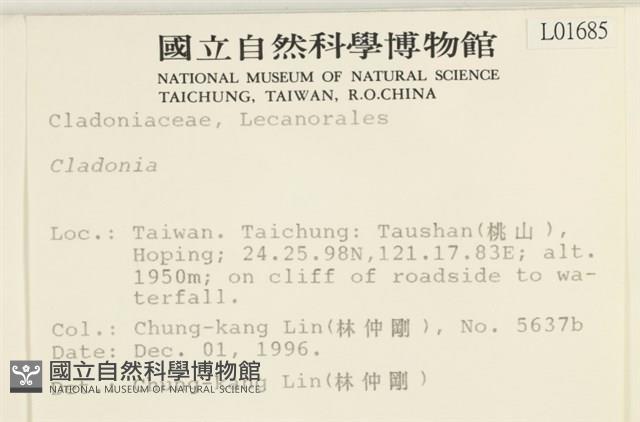 L01685
國立自然科學博物館
NATIONAL MUSEUM OF NATURAL SCIENCE
TAICHUNG, TAIWAN, R.O.CHINA
Cladoniaceae, Lecanorales
Cladonia
Loc.: Taiwan. Taichung: Taushan(桃山),
Hoping; 24.25.98N,121.17.83E; alt.
1950m; on cliff of roadside to wa-
terfall.
Col.: Chung-kang Lin(林仲剛), No. 5637b
Date: Dec. 01, 1996.
Chung-kang Lin(林仲剛)
國立自然科學博物館
NATIONAL MUSEUM OF NATURAL SCIENCE